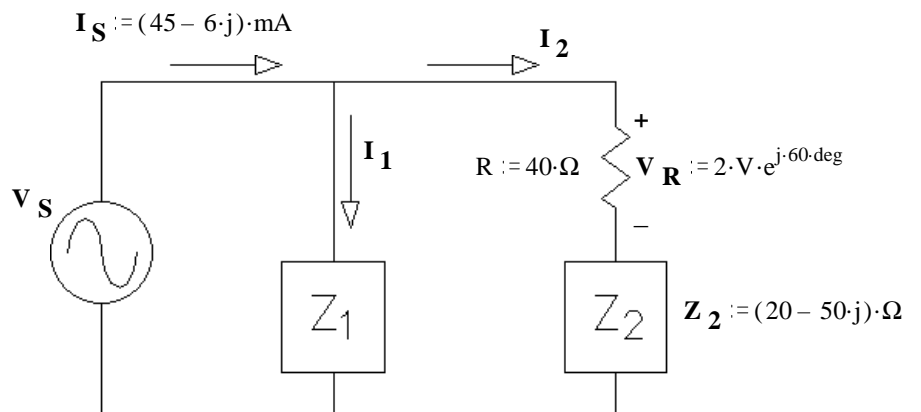 I S := (45 – 6·j)·mA
I 2
+
I 1
R := 40·Ω
V R := 2·V·e^j·60·deg
V S
–
Z1
Z2
Z 2 := (20 – 50·j)·Ω